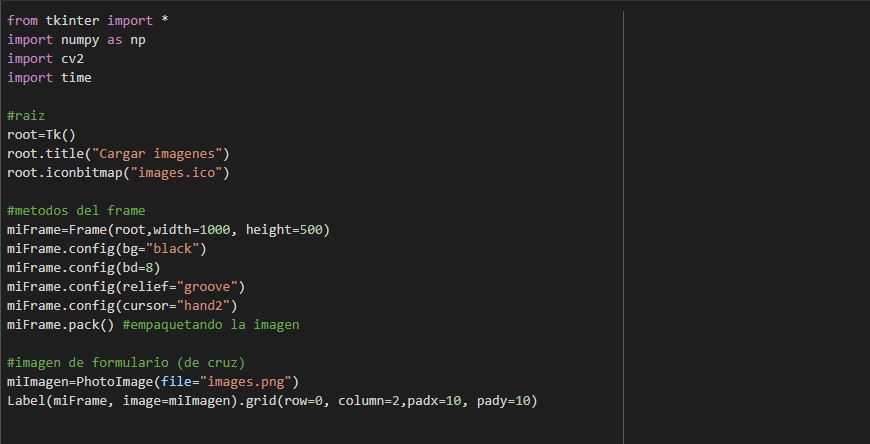 from tkinter import *
import numpy as np
import cv2
import time
#raiz
root=Tk()
root.title("Cargar imagenes")
root.iconbitmap("images.ico")
#metodos del frame
miFrame=Frame(root,width=1000, height=500)
miFrame.config(bg="black")
miFrame.config(bd=8)
miFrame.config(relief="groove")
miFrame.config(cursor="hand2")
miFrame.pack() #empaquetando la imagen
#imagen de formulario (de cruz)
miImagen=PhotoImage(file="images.png")
Label(miFrame, image=miImagen).grid(row=0, column=2,padx=10, pady=10)